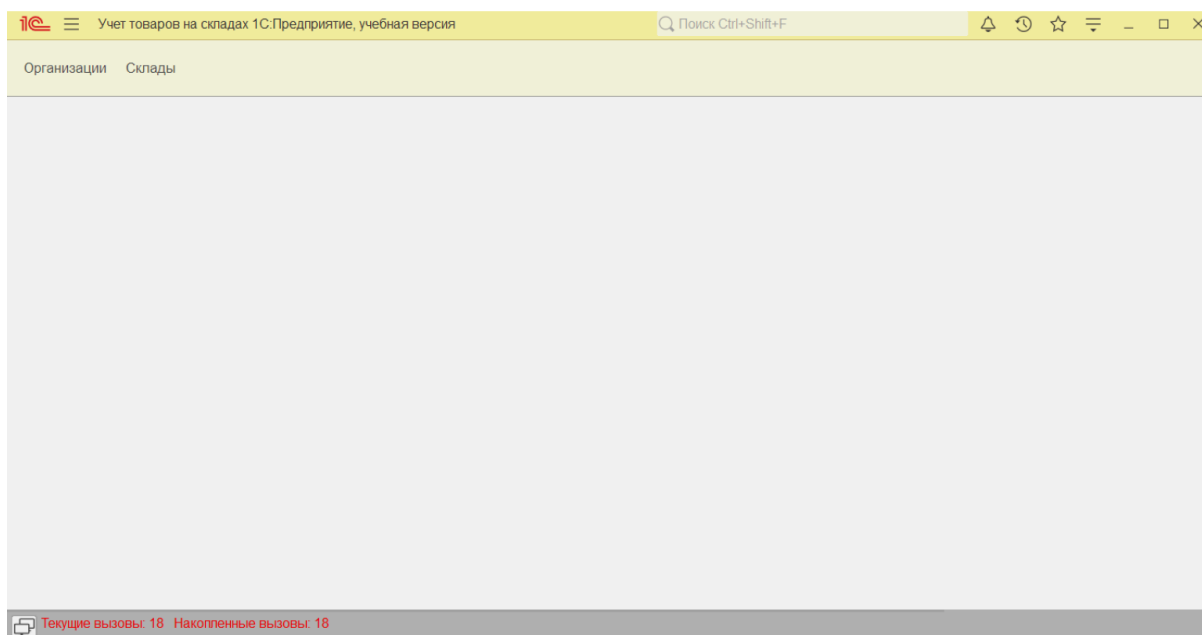 1С Учет товаров на складах 1С:Предприятие, учебная версия Поиск Ctrl+Shift+F
Организации Склады
Текущие вызовы: 18 Накопленные вызовы: 18